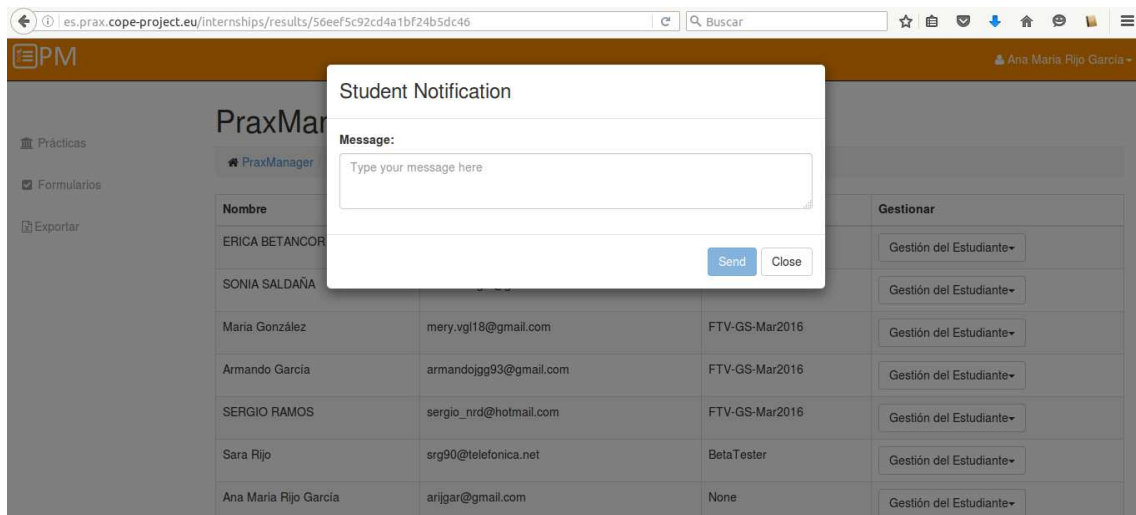 es.prax.cope-project.eu/internships/results/56eef5c92cd4a1bf24b5dc46
Buscar
PM
Ana Maria Rijo García
Student Notification
PraxMar
Message:
Prácticas
PraxManager
Type your message here
Formularios
Nombre
Gestionar
Exportar
ERICA BETANCOR
Gestión del Estudiante
Send
Close
SONIA SALDAÑA
Gestión del Estudiante
Maria González
mery.vgl18@gmail.com
FTV-GS-Mar2016
Gestión del Estudiante
Armando García
armandojgg93@gmail.com
FTV-GS-Mar2016
Gestión del Estudiante
SERGIO RAMOS
sergio_nrd@hotmail.com
FTV-GS-Mar2016
Gestión del Estudiante
Sara Rijo
srg90@telefonica.net
BetaTester
Gestión del Estudiante
Ana Maria Rijo García
arijgar@gmail.com
None
Gestión del Estudiante